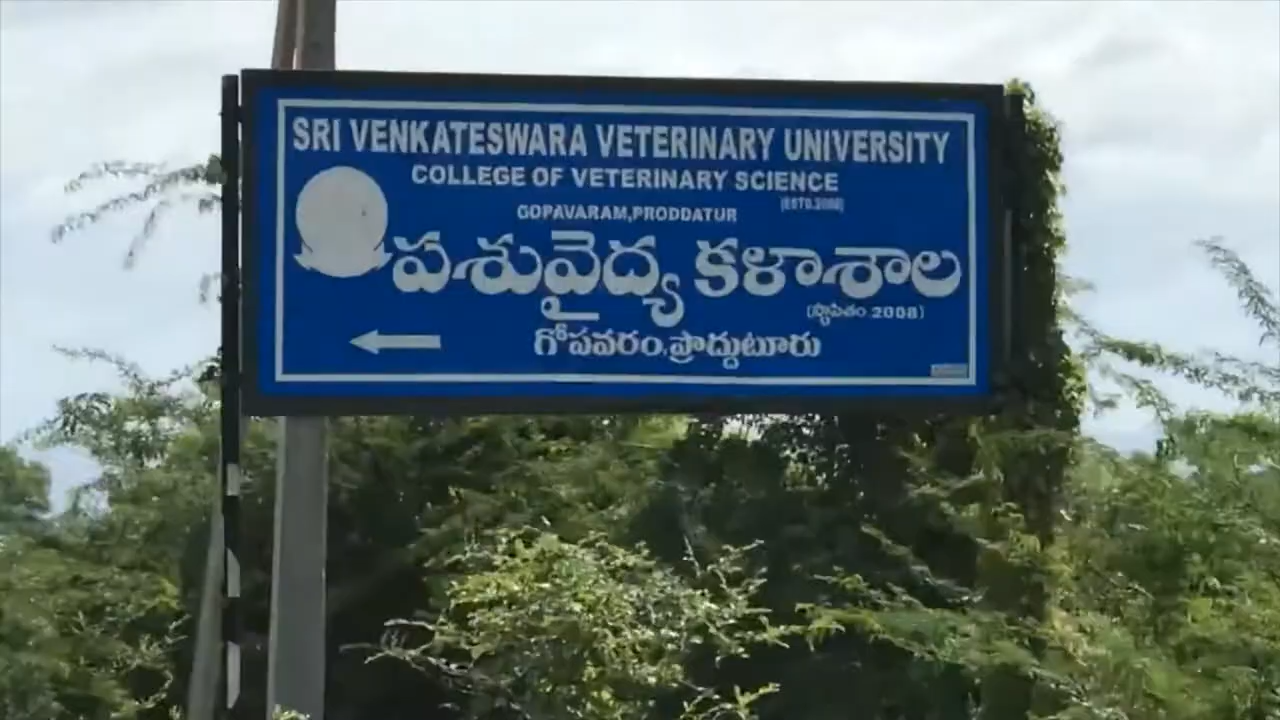 SRI VENKATESWARA VETERINARY UNIVERSITY
COLLEGE OF VETERINARY SCIENCE
(ESTD.2008)
GOPAVARAM,PRODDATUR
పశువైద్య కళాశాల
(స్థాపితం.2008)
గోపవరం,ప్రొద్దుటూరు